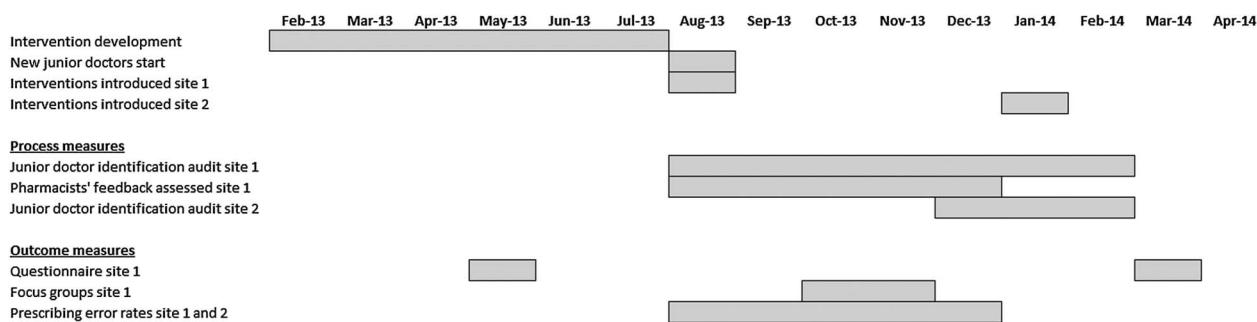 Feb-13 Mar-13 Apr-13 May-13 Jun-13 Jul-13 Aug-13 Sep-13 Oct-13 Nov-13 Dec-13 Jan-14 Feb-14 Mar-14 Apr-14
Intervention development
New junior doctors start
Interventions introduced site 1
Interventions introduced site 2
Process measures
Junior doctor identification audit site 1
Pharmacists' feedback assessed site 1
Junior doctor identification audit site 2
Outcome measures
Questionnaire site 1
Focus groups site 1
Prescribing error rates site 1 and 2